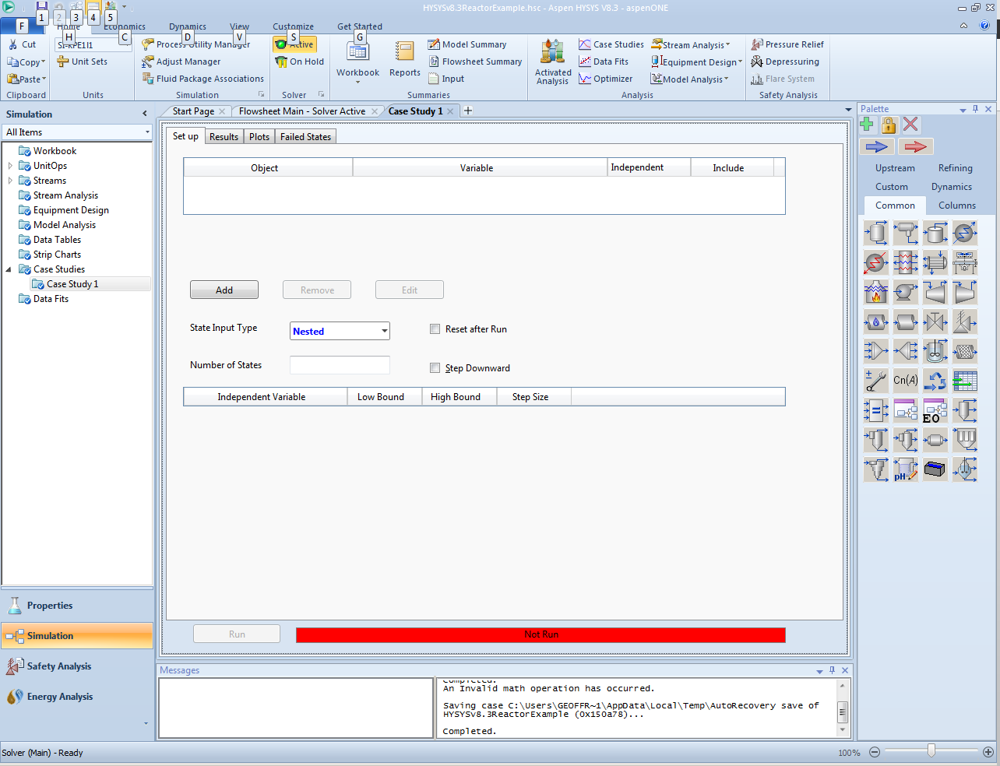 HYSYSv8.3ReactorExample.hsc - Aspen HYSYS V8.3 - aspenONE
1 2 3 4 5
F Home Economics Dynamics View Customize Get Started
H C D V S G
Cut
Copy
Paste
Clipboard
SI-KPE1I1
Unit Sets
Units
Process Utility Manager
Adjust Manager
Fluid Package Associations
Simulation
Active
On Hold
Solver
Workbook
Reports
Model Summary
Flowsheet Summary
Input
Summaries
Activated Analysis
Case Studies
Data Fits
Optimizer
Stream Analysis
Equipment Design
Model Analysis
Analysis
Pressure Relief
Depressuring
Flare System
Safety Analysis
Simulation
All Items
Workbook
UnitOps
Streams
Stream Analysis
Equipment Design
Model Analysis
Data Tables
Strip Charts
Case Studies
Case Study 1
Data Fits
Properties
Simulation
Safety Analysis
Energy Analysis
Start Page
Flowsheet Main - Solver Active
Case Study 1
Set up Results Plots Failed States
Object Variable Independent Include
Add Remove Edit
State Input Type Nested Reset after Run
Number of States Step Downward
Independent Variable Low Bound High Bound Step Size
Run Not Run
Messages
Completed.
An Invalid math operation has occurred.
Saving case C:\Users\GEOFFR~1\AppData\Local\Temp\AutoRecovery save of
HYSYSv8.3ReactorExample (0x150a78)...
Completed.
Palette
Upstream Refining
Custom Dynamics
Common Columns
Cn(A)
EO
pH
Solver (Main) - Ready
100%